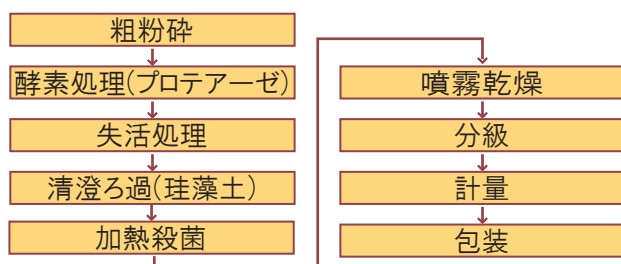 粗粉砕
酵素処理(プロテアーゼ)
失活処理
清澄ろ過(珪藻土)
加熱殺菌
噴霧乾燥
分級
計量
包装